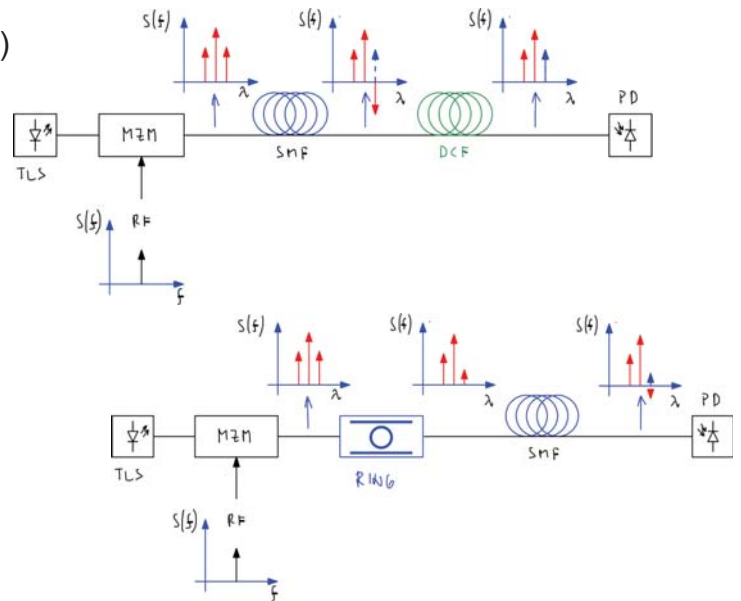 )
S(f) S(f) S(f)
λ λ λ
PD
MZM
SMF DCF
TLS
S(f) RF
f
S(f) S(f) S(f)
λ λ λ
PD
MZM
TLS RING SMF
S(f) RF
f